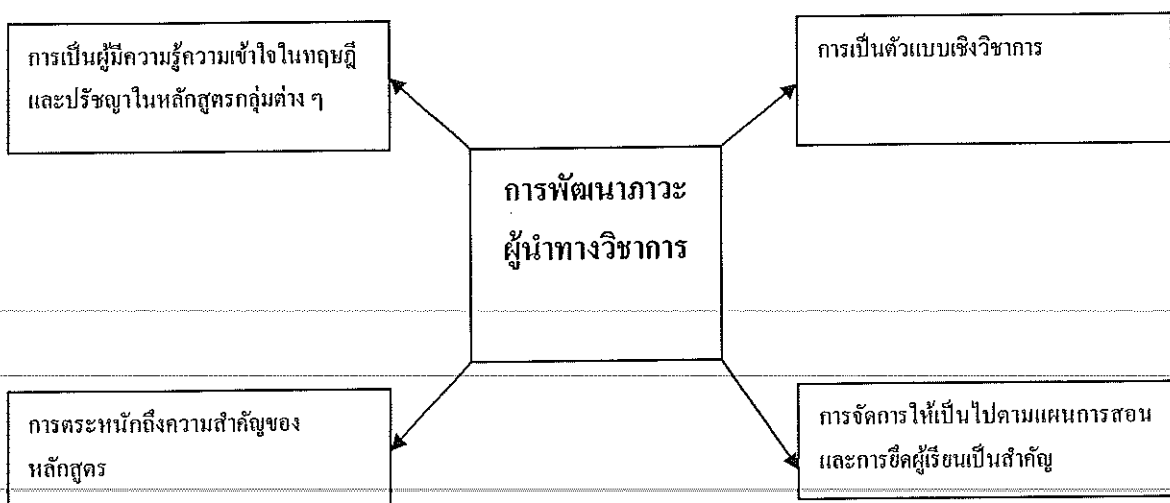 การเป็นผู้มีความรู้ความเข้าใจในทฤษฎี
และปรัชญาในหลักสูตรกลุ่มต่าง ๆ
การเป็นตัวแบบเชิงวิชาการ
การพัฒนาภาวะ
ผู้นำทางวิชาการ
การตระหนักถึงความสำคัญของ
หลักสูตร
การจัดการให้เป็นไปตามแผนการสอน
และการยึดผู้เรียนเป็นสำคัญ